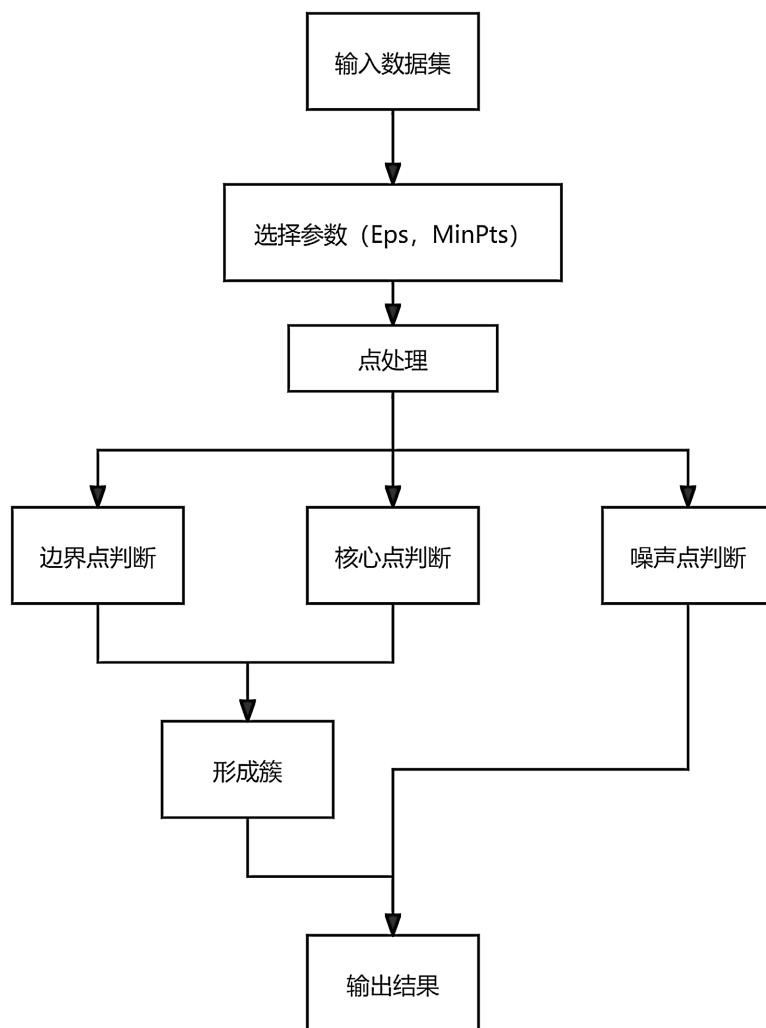 输入数据集
选择参数（Eps，MinPts）
点处理
边界点判断
核心点判断
噪声点判断
形成簇
输出结果